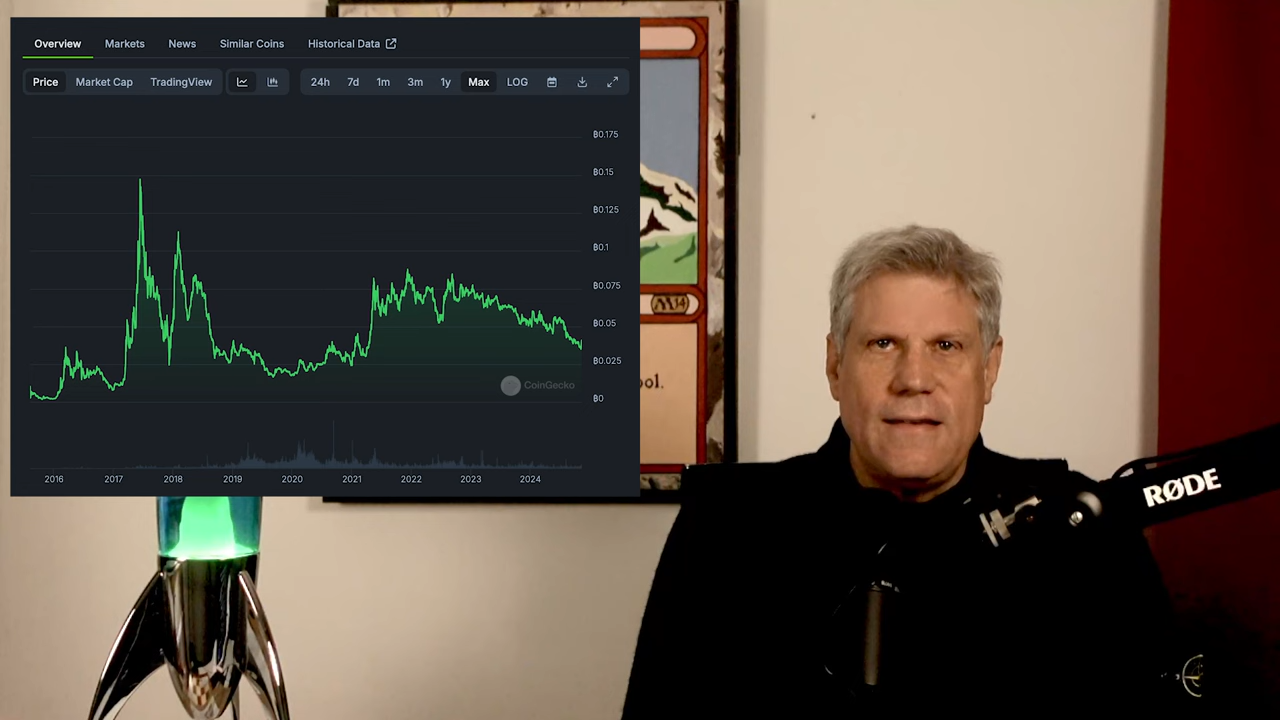 Overview Markets News Similar Coins Historical Data
Price Market Cap TradingView 24h 7d 1m 3m 1y Max LOG
₿0.175
₿0.15
₿0.125
₿0.1
₿0.075
₿0.05
₿0.025
₿0
CoinGecko
2016 2017 2018 2019 2020 2021 2022 2023 2024
M34
ool.
RØDE